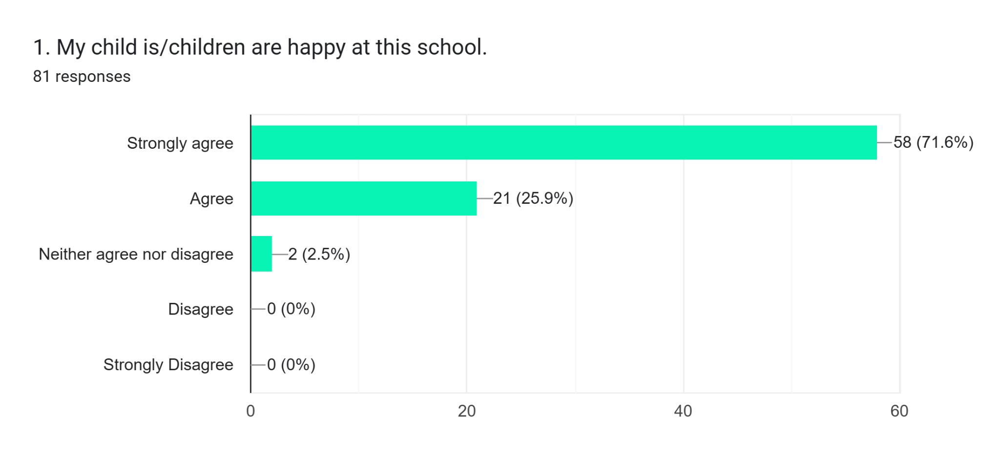 1. My child is/children are happy at this school.
81 responses
Strongly agree 58 (71.6%)
Agree 21 (25.9%)
Neither agree nor disagree 2 (2.5%)
Disagree 0 (0%)
Strongly Disagree 0 (0%)
0 20 40 60